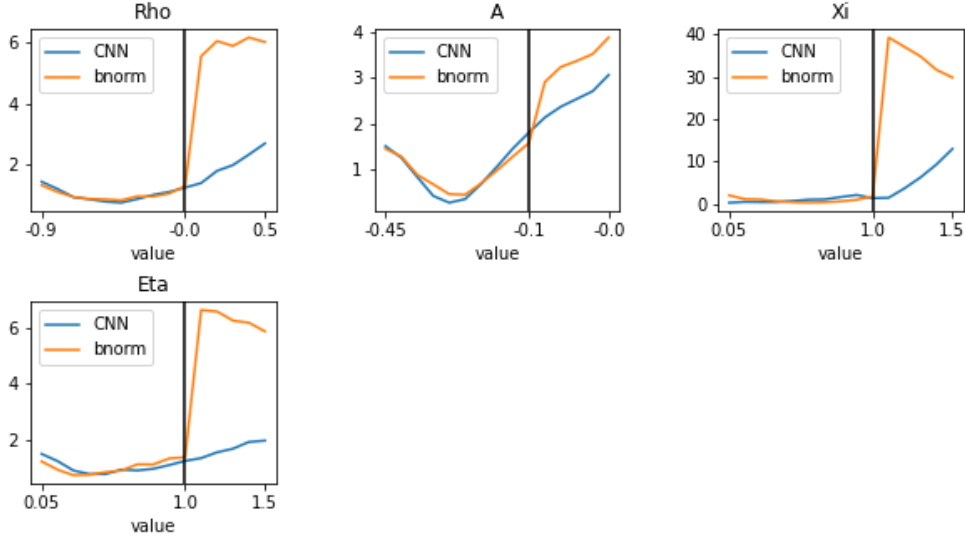 Rho
CNN
bnorm
6
4
2
-0.9
-0.0
0.5
value
A
CNN
bnorm
4
3
2
1
-0.45
-0.1
-0.0
value
Xi
CNN
bnorm
40
30
20
10
0
0.05
1.0
1.5
value
Eta
CNN
bnorm
6
4
2
0.05
1.0
1.5
value